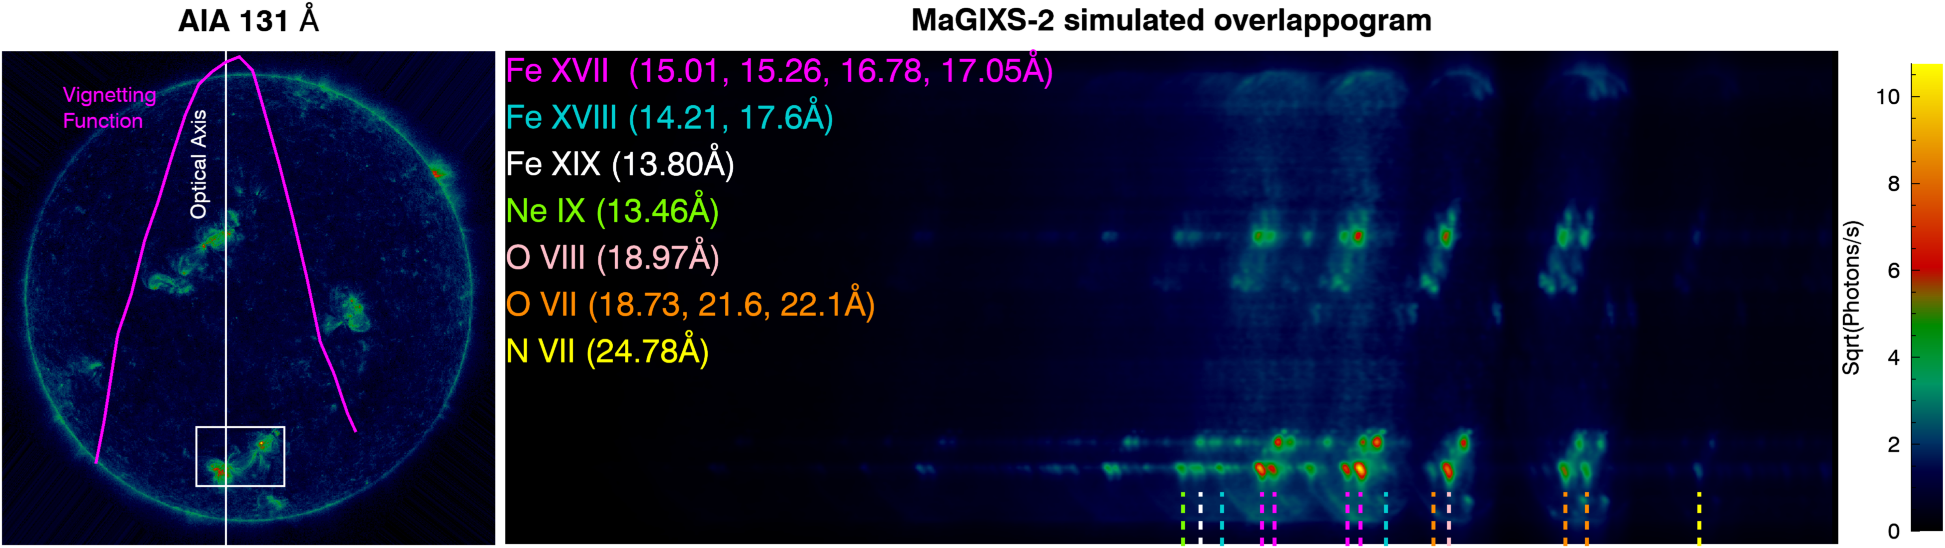 AIA 131 Å
MaGIXS-2 simulated overlappogram
Vignetting
Function
Optical Axis
Fe XVII (15.01, 15.26, 16.78, 17.05Å)
Fe XVIII (14.21, 17.6Å)
Fe XIX (13.80Å)
Ne IX (13.46Å)
O VIII (18.97Å)
O VII (18.73, 21.6, 22.1Å)
N VII (24.78Å)
Sqrt(Photons/s)
10
8
6
4
2
0